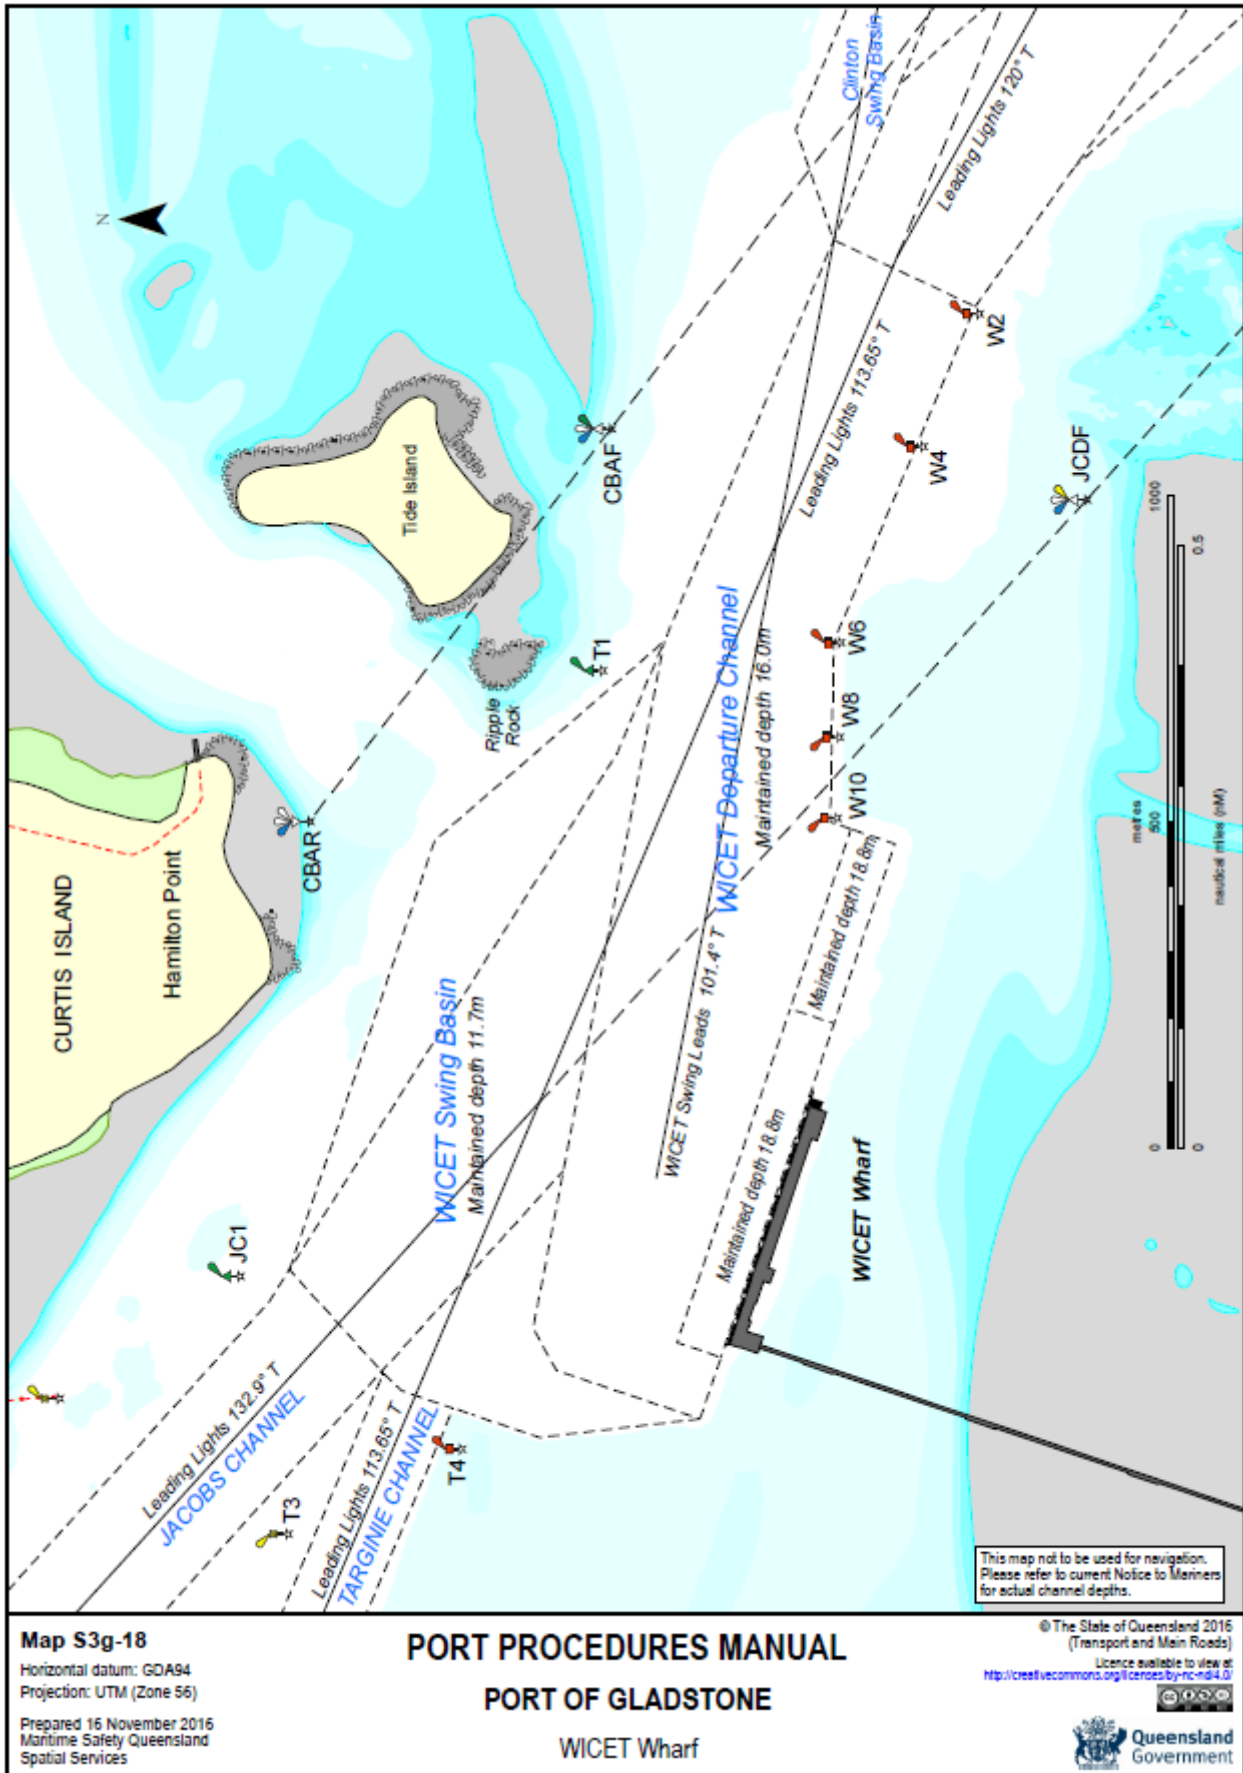 N
Clinton
Swing Basin
Leading Lights 120° T
W2
Leading Lights 113.65° T
W4
CBAF
Tide Island
JCDF
W6
W8
W10
T1
Ripple
Rock
WICET Departure Channel
Maintained depth 16.0m
CBAR
CURTIS ISLAND
Hamilton Point
WICET Swing Basin
Maintained depth 11.7m
WICET Swing Leads 101.4° T
Maintained depth 18.8m
Maintained depth 18.8m
WICET Wharf
metres
0
500
1000
0
0.5
nautical miles (nM)
JC1
Leading Lights 132.9° T
JACOBS CHANNEL
T3
Leading Lights 113.65° T
TARGINIE CHANNEL
T4
This map not to be used for navigation.
Please refer to current Notice to Mariners
for actual channel depths.
Map S3g-18
Horizontal datum: GDA94
Projection: UTM (Zone 56)
Prepared 16 November 2016
Maritime Safety Queensland
Spatial Services
PORT PROCEDURES MANUAL
PORT OF GLADSTONE
WICET Wharf
© The State of Queensland 2016
(Transport and Main Roads)
Licence available to view at
http://creativecommons.org/licenses/by-nc-nd/4.0/
Queensland
Government